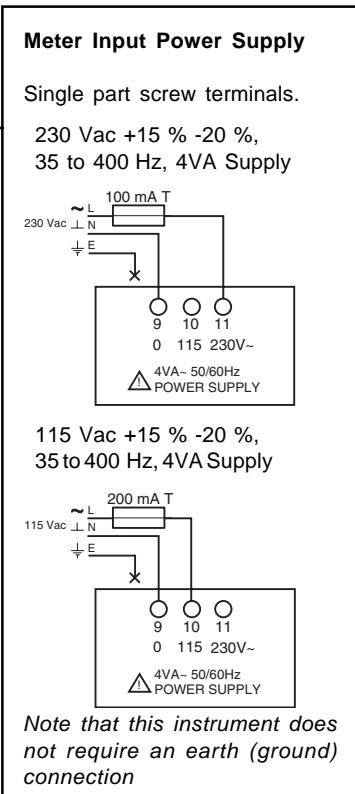 Meter Input Power Supply
Single part screw terminals.
230 Vac +15 % -20 %,
35 to 400 Hz, 4VA Supply
100 mA T
~ L
230 Vac ⊥ N
⏚ E
9 10 11
0 115 230V~
! 4VA~ 50/60Hz
POWER SUPPLY
115 Vac +15 % -20 %,
35 to 400 Hz, 4VA Supply
200 mA T
~ L
115 Vac ⊥ N
⏚ E
9 10 11
0 115 230V~
! 4VA~ 50/60Hz
POWER SUPPLY
Note that this instrument does
not require an earth (ground)
connection